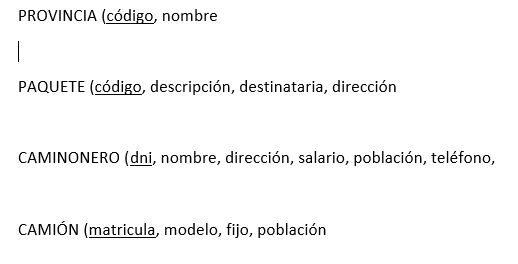 PROVINCIA (código, nombre
PAQUETE (código, descripción, destinataria, dirección
CAMINONERO (dni, nombre, dirección, salario, población, teléfono,
CAMIÓN (matricula, modelo, fijo, población